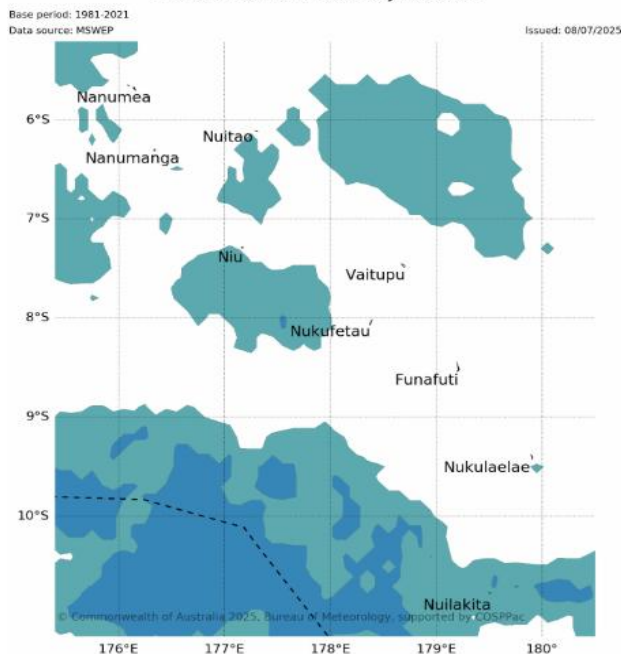 Base period: 1981-2021
Data source: MSWEP
Issued: 08/07/2025
Nanumea
6°S
Nuitao
Nanumanga
7°S
Niu
Vaitupu
8°S
Nukufetau
Funafuti
9°S
Nukulaelae
10°S
Nuilakita
© Commonwealth of Australia 2025, Bureau of Meteorology, supported by COSPPac
176°E
177°E
178°E
179°E
180°